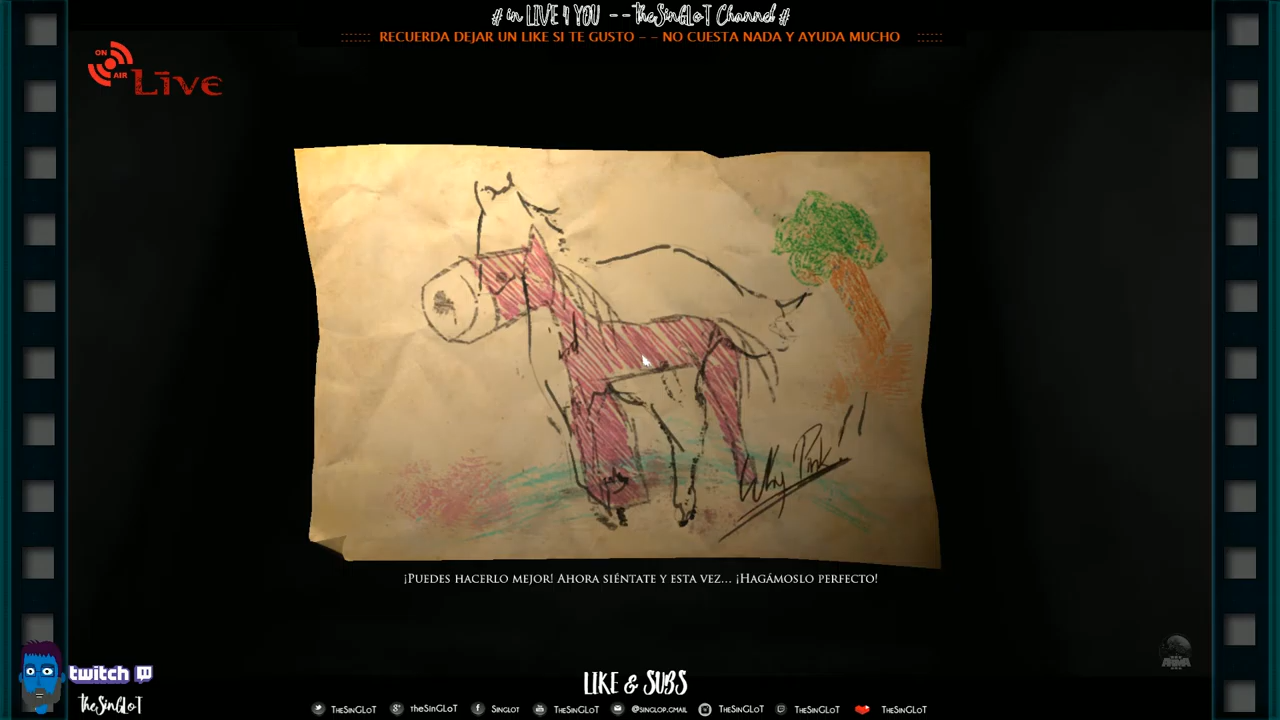 # in LIVE 4 YOU -- TheSinGLoT Channel #
:::::: RECUERDA DEJAR UN LIKE SI TE GUSTO - - NO CUESTA NADA Y AYUDA MUCHO ::::::
ON AIR Live
Why Pink!!
¡PUEDES HACERLO MEJOR! AHORA SIÉNTATE Y ESTA VEZ... ¡HAGÁMOSLO PERFECTO!
twitch
theSinGLoT
LIKE & SUBS
TheSinGLoT theSinGLoT Singlot TheSinGLoT @singlop.gmail TheSinGLoT TheSinGLoT TheSinGLoT